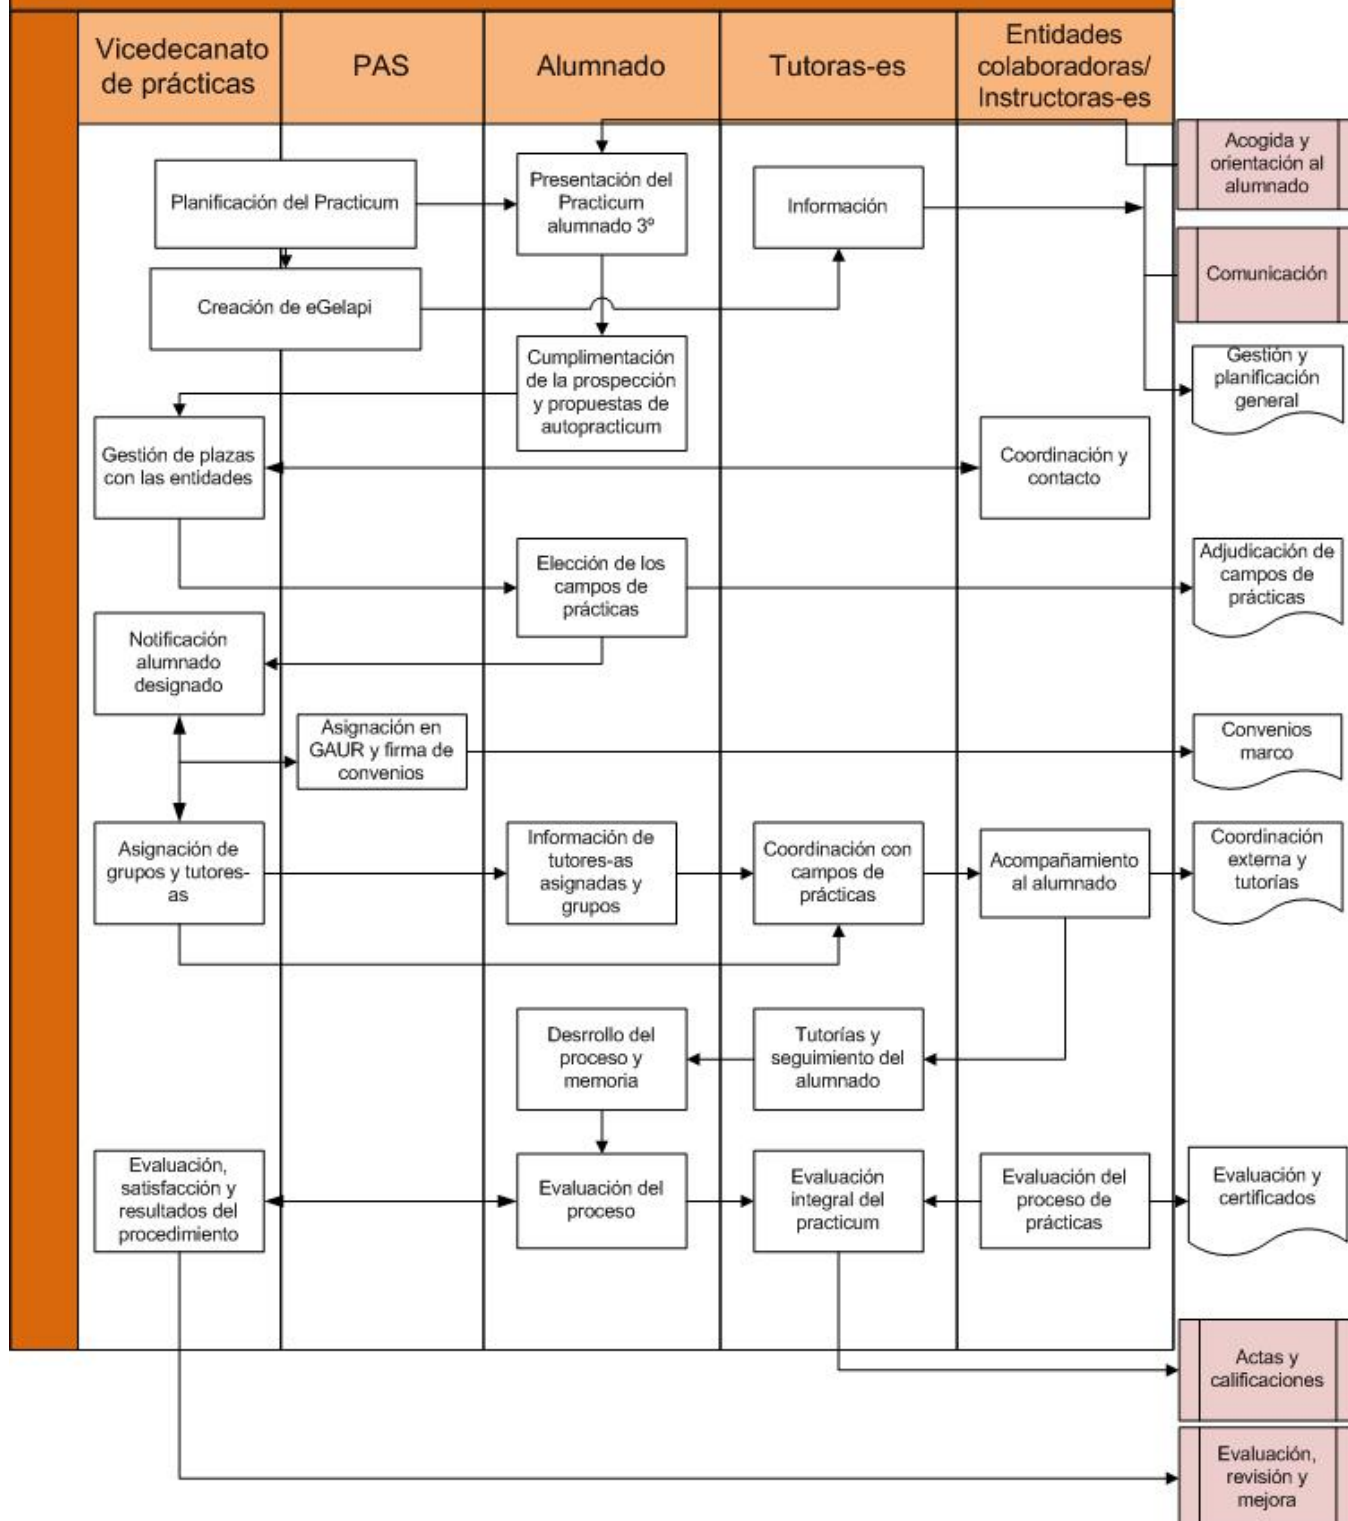 Vicedecanato
de prácticas
PAS
Alumnado
Tutoras-es
Entidades
colaboradoras/
Instructoras-es
Acogida y
orientación al
alumnado
Planificación del Practicum
Presentación del
Practicum
alumnado 3º
Información
Comunicación
Creación de eGelapi
Gestión y
planificación
general
Cumplimentación
de la prospección
y propuestas de
autopracticum
Gestión de plazas
con las entidades
Coordinación y
contacto
Elección de los
campos de
prácticas
Adjudicación de
campos de
prácticas
Notificación
alumnado
designado
Asignación en
GAUR y firma de
convenios
Convenios
marco
Asignación de
grupos y tutores-
as
Información de
tutores-as
asignadas y
grupos
Coordinación con
campos de
prácticas
Acompañamiento
al alumnado
Coordinación
externa y
tutorías
Desrrollo del
proceso y
memoria
Tutorías y
seguimiento del
alumnado
Evaluación,
satisfacción y
resultados del
procedimiento
Evaluación del
proceso
Evaluación
integral del
practicum
Evaluación del
proceso de
prácticas
Evaluación y
certificados
Actas y
calificaciones
Evaluación,
revisión y
mejora